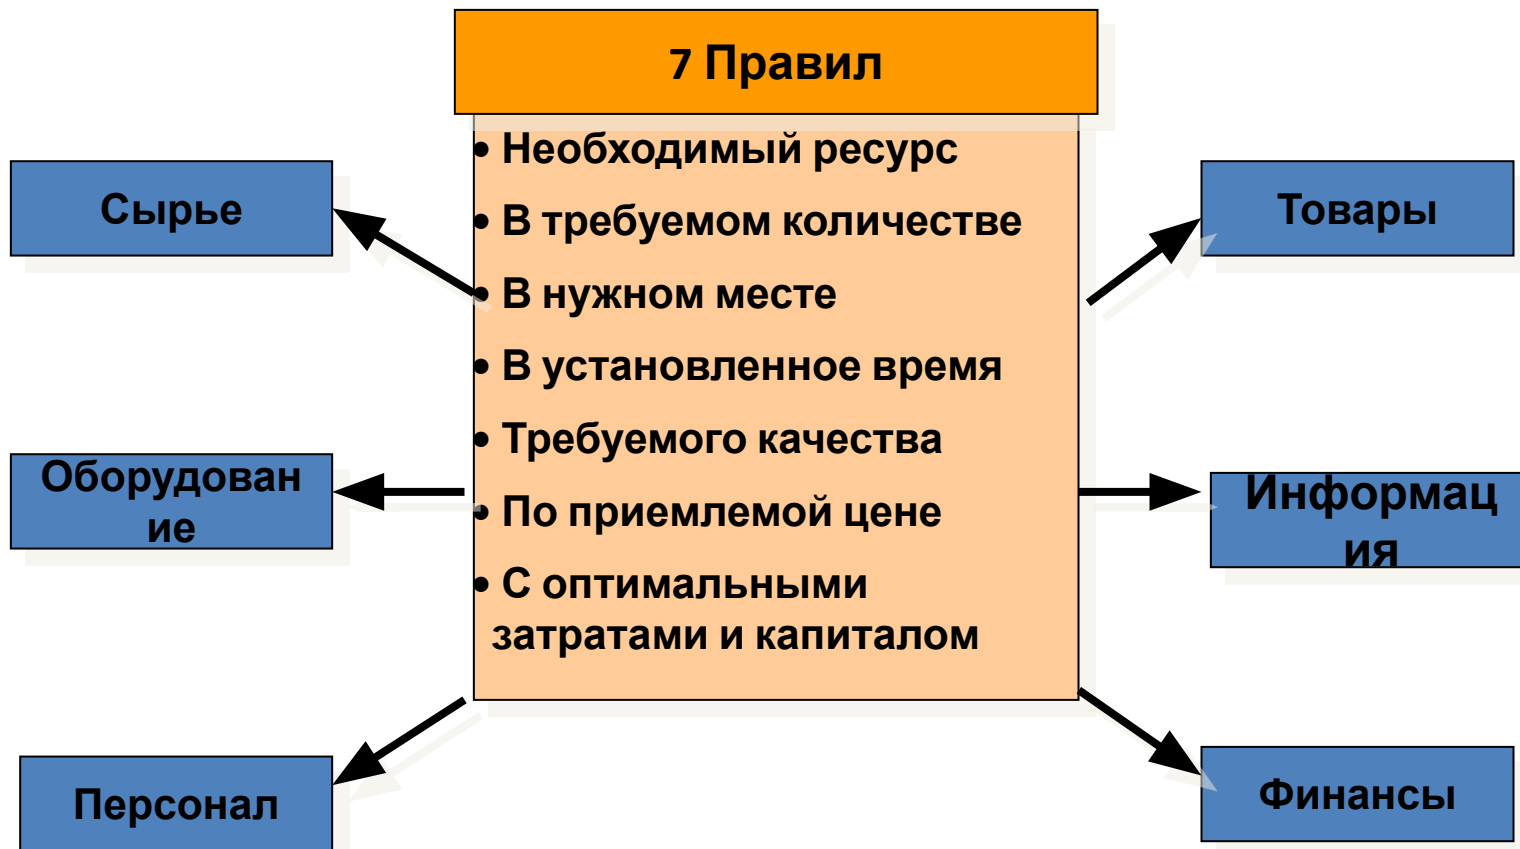 7 Правил
• Необходимый ресурс
• В требуемом количестве
• В нужном месте
• В установленное время
• Требуемого качества
• По приемлемой цене
• С оптимальными
затратами и капиталом
Сырье
Оборудован
ие
Персонал
Товары
Информац
ия
Финансы